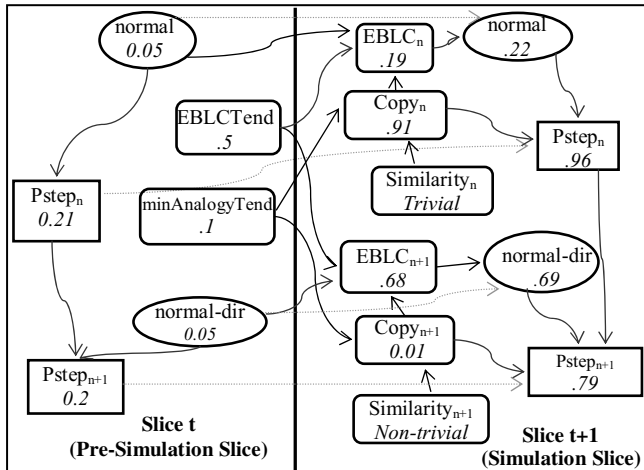 normal
0.05
EBLCTend
.5
Pstepn
0.21
minAnalogyTend
.1
normal-dir
0.05
Pstepn+1
0.2
Slice t
(Pre-Simulation Slice)
EBLCn
.19
normal
.22
Copyn
.91
Pstepn
.96
Similarityn
Trivial
EBLCn+1
.68
normal-dir
.69
Copyn+1
0.01
Pstepn+1
.79
Similarityn+1
Non-trivial
Slice t+1
(Simulation Slice)